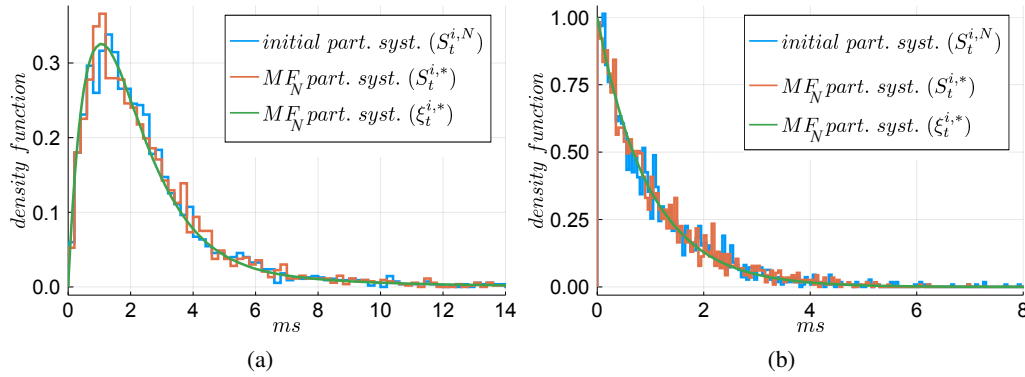 density function
0.3
0.2
0.1
0.0
initial part. syst. (S_t^{i,N})
MF_N part. syst. (S_t^{i,*})
MF_N part. syst. (ξ_t^{i,*})
0 2 4 6 8 10 12 14
ms
(a)
density function
1.00
0.75
0.50
0.25
0.00
initial part. syst. (S_t^{i,N})
MF_N part. syst. (S_t^{i,*})
MF_N part. syst. (ξ_t^{i,*})
0 2 4 6 8
ms
(b)